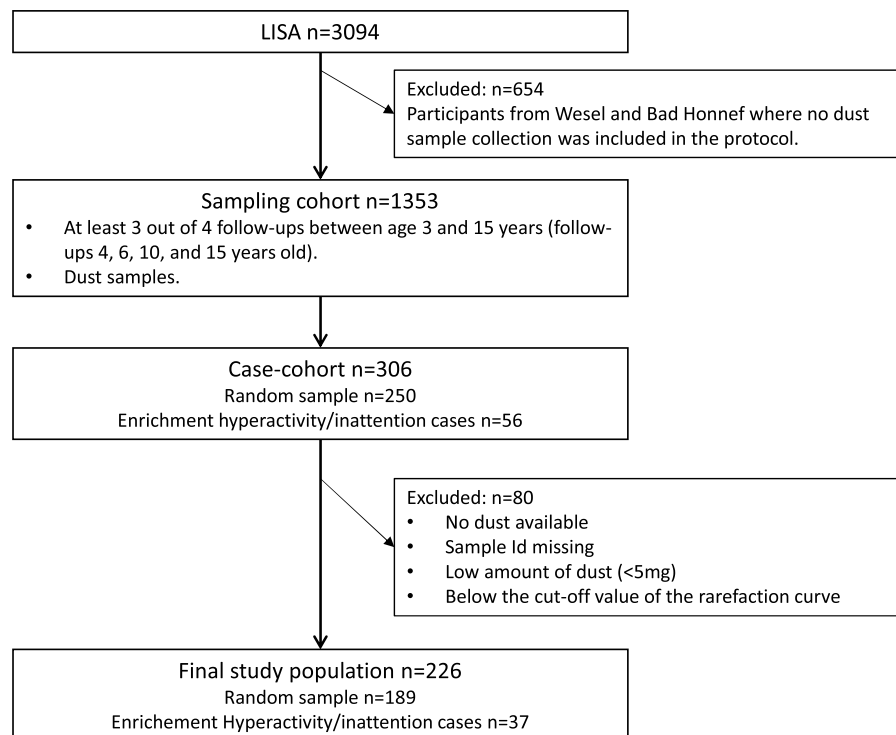 LISA n=3094
Excluded: n=654
Participants from Wesel and Bad Honnef where no dust
sample collection was included in the protocol.
Sampling cohort n=1353
• At least 3 out of 4 follow-ups between age 3 and 15 years (follow-
ups 4, 6, 10, and 15 years old).
• Dust samples.
Case-cohort n=306
Random sample n=250
Enrichment hyperactivity/inattention cases n=56
Excluded: n=80
• No dust available
• Sample Id missing
• Low amount of dust (<5mg)
• Below the cut-off value of the rarefaction curve
Final study population n=226
Random sample n=189
Enrichement Hyperactivity/inattention cases n=37